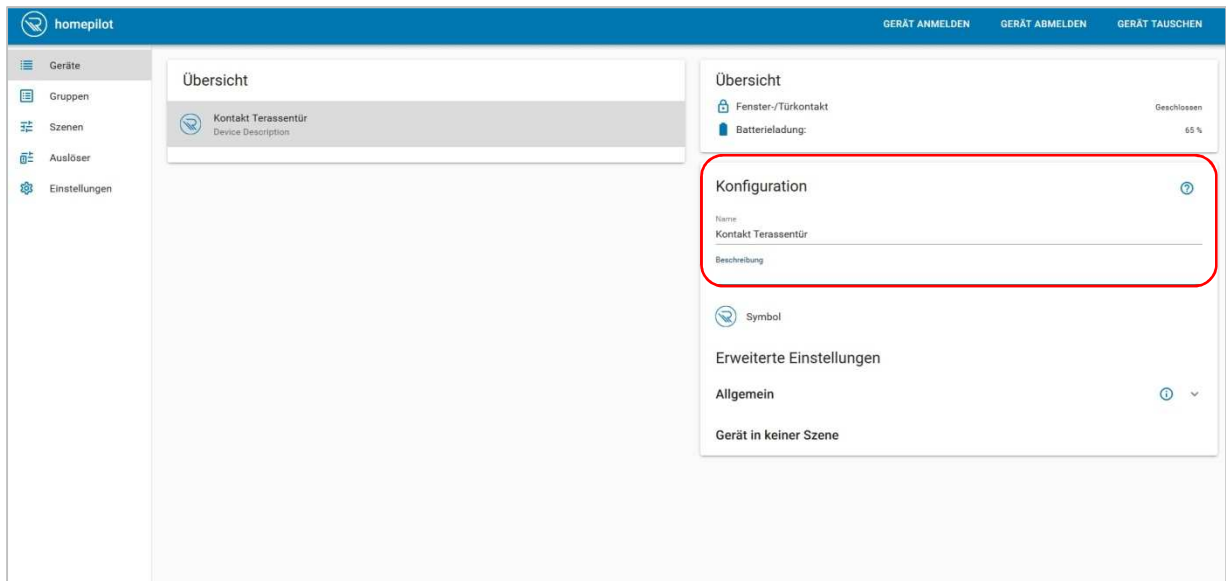 homepilot
GERÄT ANMELDEN
GERÄT ABMELDEN
GERÄT TAUSCHEN
Geräte
Gruppen
Szenen
Auslöser
Einstellungen
Übersicht
Kontakt Terassentür
Device Description
Übersicht
Fenster-/Türkontakt
Geschlossen
Batterieladung:
65 %
Konfiguration
Name
Kontakt Terassentür
Beschreibung
Symbol
Erweiterte Einstellungen
Allgemein
Gerät in keiner Szene